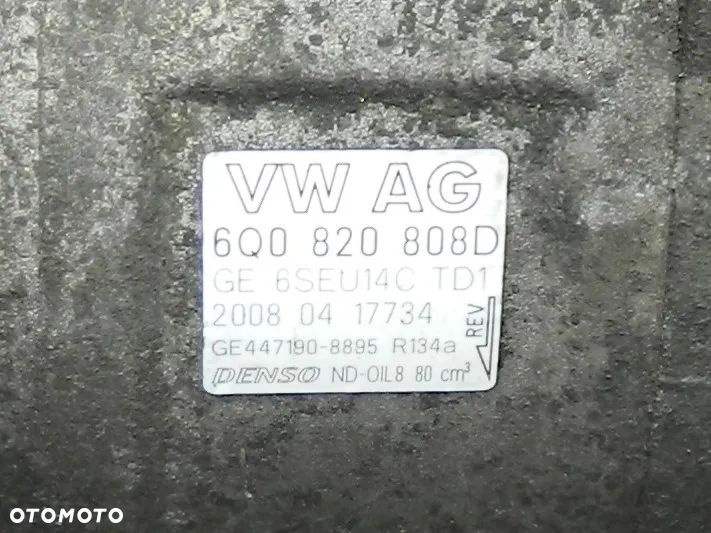 VW AG
6Q0 820 808D
GE 6SEU14C TD1
2008 04 17734
REV
GE447190-8895 R134a
DENSO ND-OIL8 80 cm³
OTOMOTO